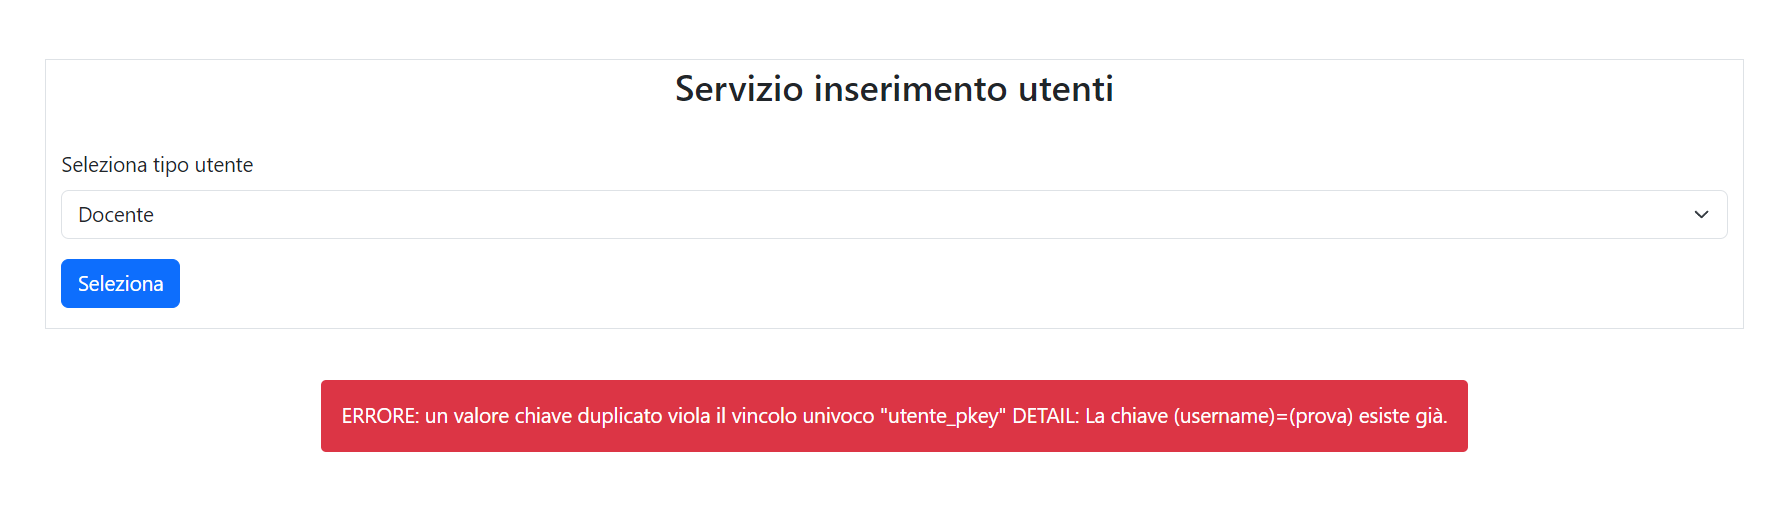 Servizio inserimento utenti
Seleziona tipo utente
Docente
Seleziona
ERRORE: un valore chiave duplicato viola il vincolo univoco "utente_pkey" DETAIL: La chiave (username)=(prova) esiste già.